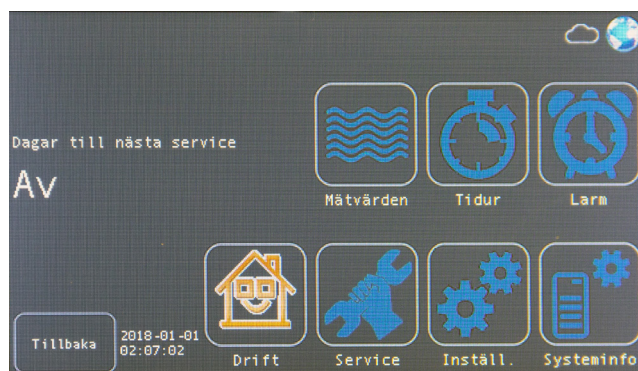 Dagar till nästa service
Av
Mätvärden
Tidur
Larm
Tillbaka
2018-01-01
02:07:02
Drift
Service
Inställ.
Systeminfo